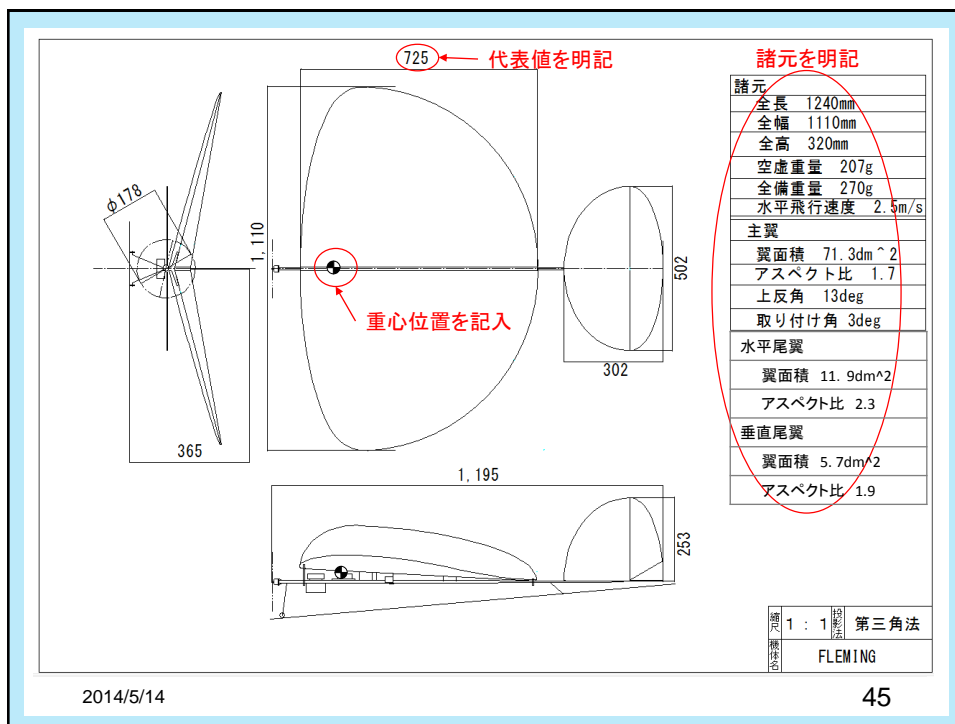 725
代表値を明記
諸元を明記
諸元
全長 1240mm
全幅 1110mm
全高 320mm
空虚重量 207g
全備重量 270g
水平飛行速度 2.5m/s
主翼
翼面積 71.3dm^2
アスペクト比 1.7
上反角 13deg
取り付け角 3deg
水平尾翼
翼面積 11.9dm^2
アスペクト比 2.3
垂直尾翼
翼面積 5.7dm^2
アスペクト比 1.9
φ178
1,110
重心位置を記入
502
302
365
1,195
253
縮尺 1:1 投影法 第三角法
機体名 FLEMING
2014/5/14
45